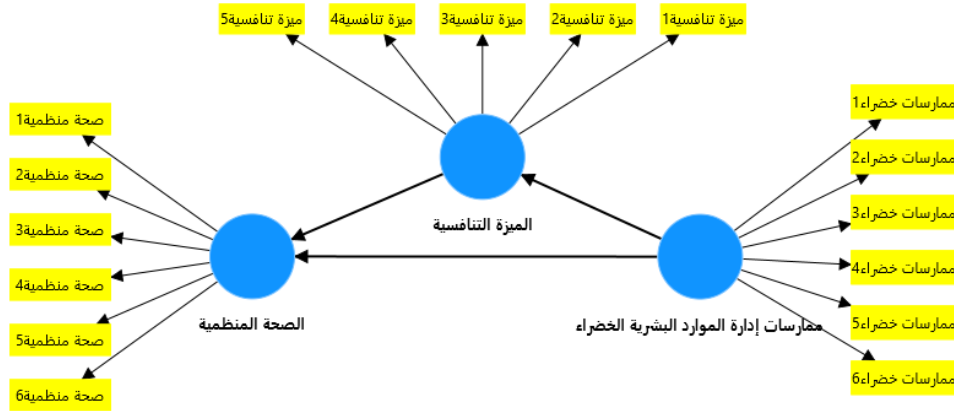 ميزة تنافسية1
ميزة تنافسية2
ميزة تنافسية3
ميزة تنافسية4
ميزة تنافسية5
ممارسات خضراء1
ممارسات خضراء2
ممارسات خضراء3
ممارسات خضراء4
ممارسات خضراء5
ممارسات خضراء6
الميزة التنافسية
ممارسات إدارة الموارد البشرية الخضراء
الصحة المنظمية
صحة منظمية1
صحة منظمية2
صحة منظمية3
صحة منظمية4
صحة منظمية5
صحة منظمية6